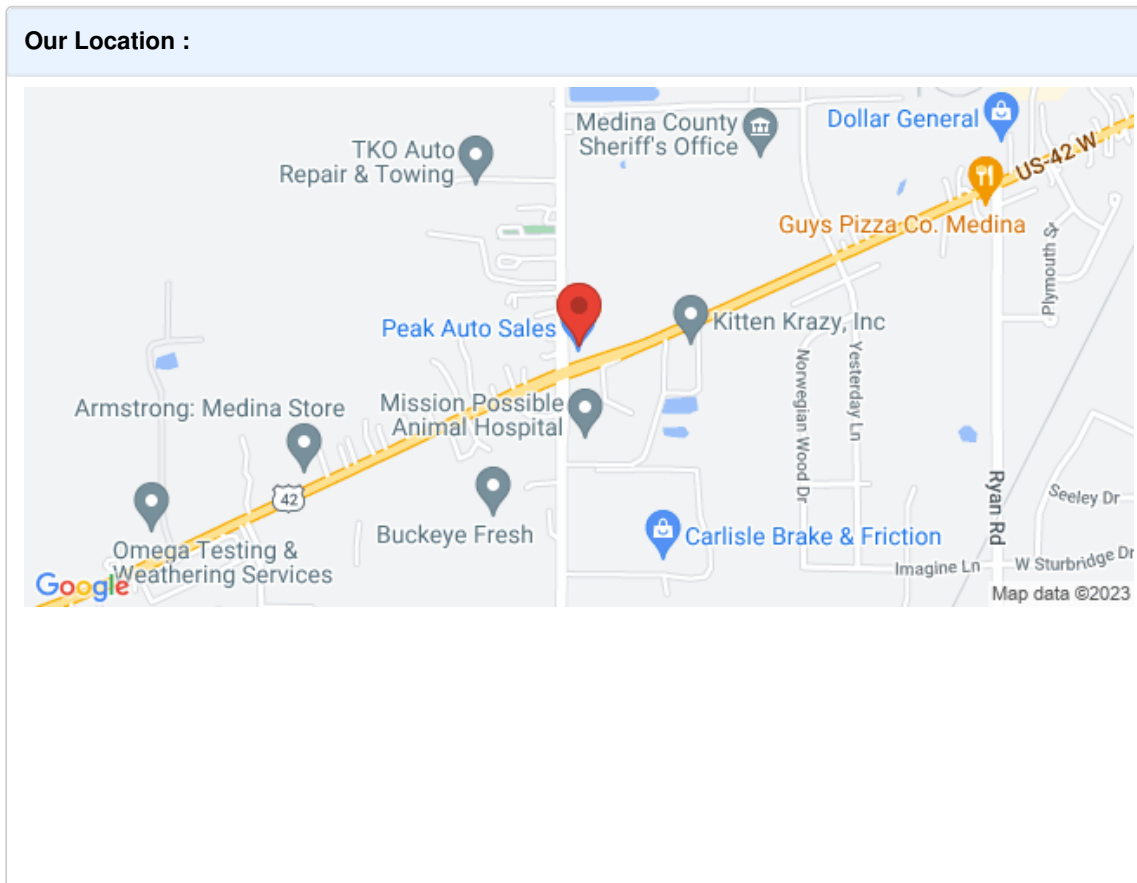 Our Location :
Medina County
Sheriff's Office
Dollar General
TKO Auto
Repair & Towing
US-42 W
Guys Pizza Co. Medina
Plymouth St
Peak Auto Sales
Kitten Krazy, Inc
Armstrong: Medina Store
Mission Possible
Animal Hospital
Norwegian Wood Dr
Yesterday Ln
42
Ryan Rd
Seeley Dr
Buckeye Fresh
Carlisle Brake & Friction
Omega Testing &
Weathering Services
Imagine Ln
W Sturbridge Dr
Google
Map data ©2023